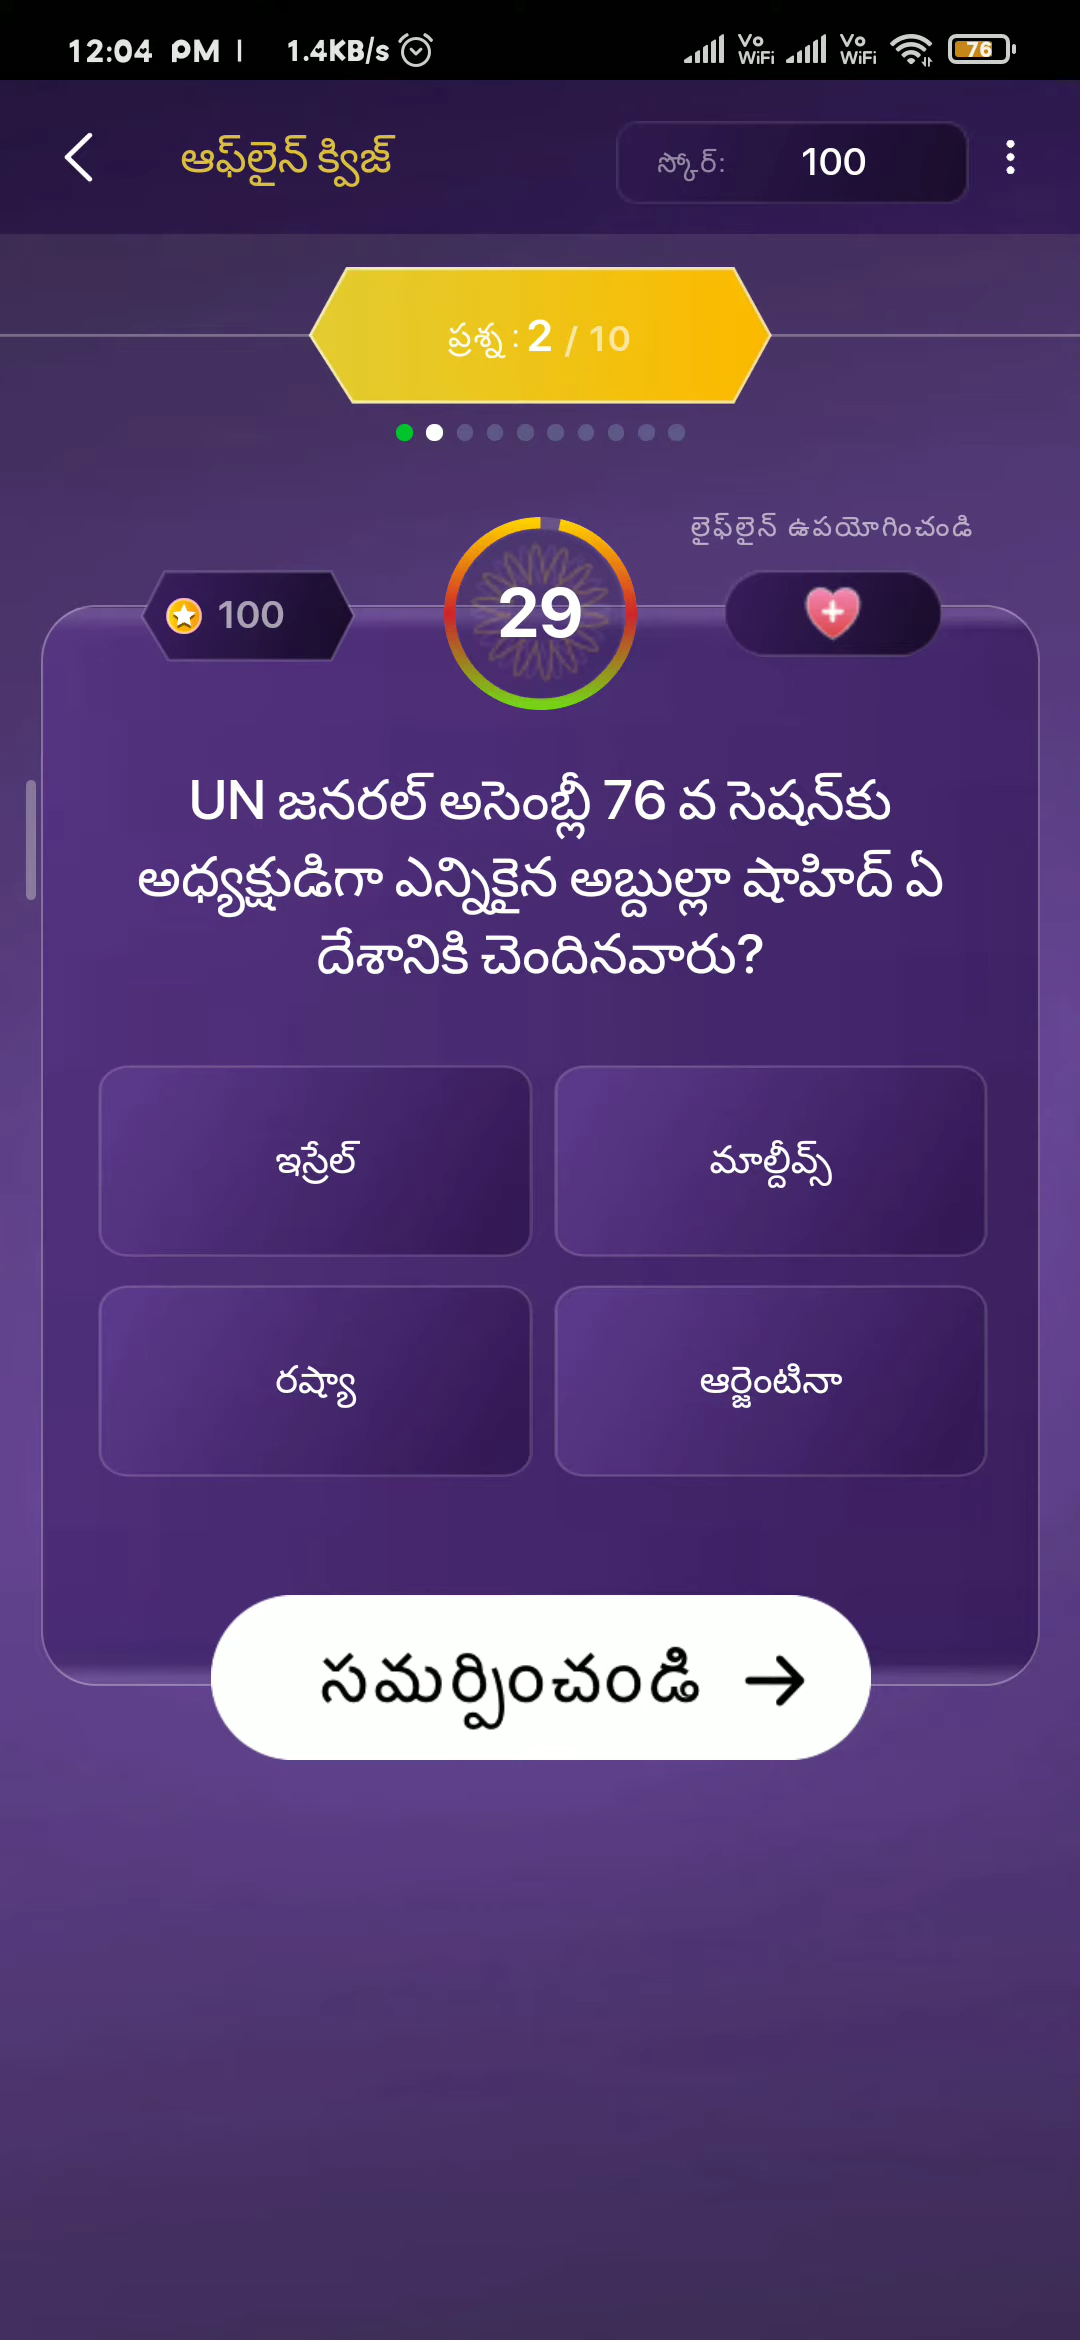 12:04 PM | 1.4KB/s Vo WiFi Vo WiFi 76
ఆఫ్‌లైన్ క్విజ్ స్కోర్: 100
ప్రశ్న : 2 / 10
లైఫ్‌లైన్ ఉపయోగించండి
100 29
UN జనరల్ అసెంబ్లీ 76 వ సెషన్‌కు
అధ్యక్షుడిగా ఎన్నికైన అబ్దుల్లా షాహిద్ ఏ
దేశానికి చెందినవారు?
ఇస్రేల్ మాల్దీవ్స్
రష్యా ఆర్జెంటినా
సమర్పించండి →